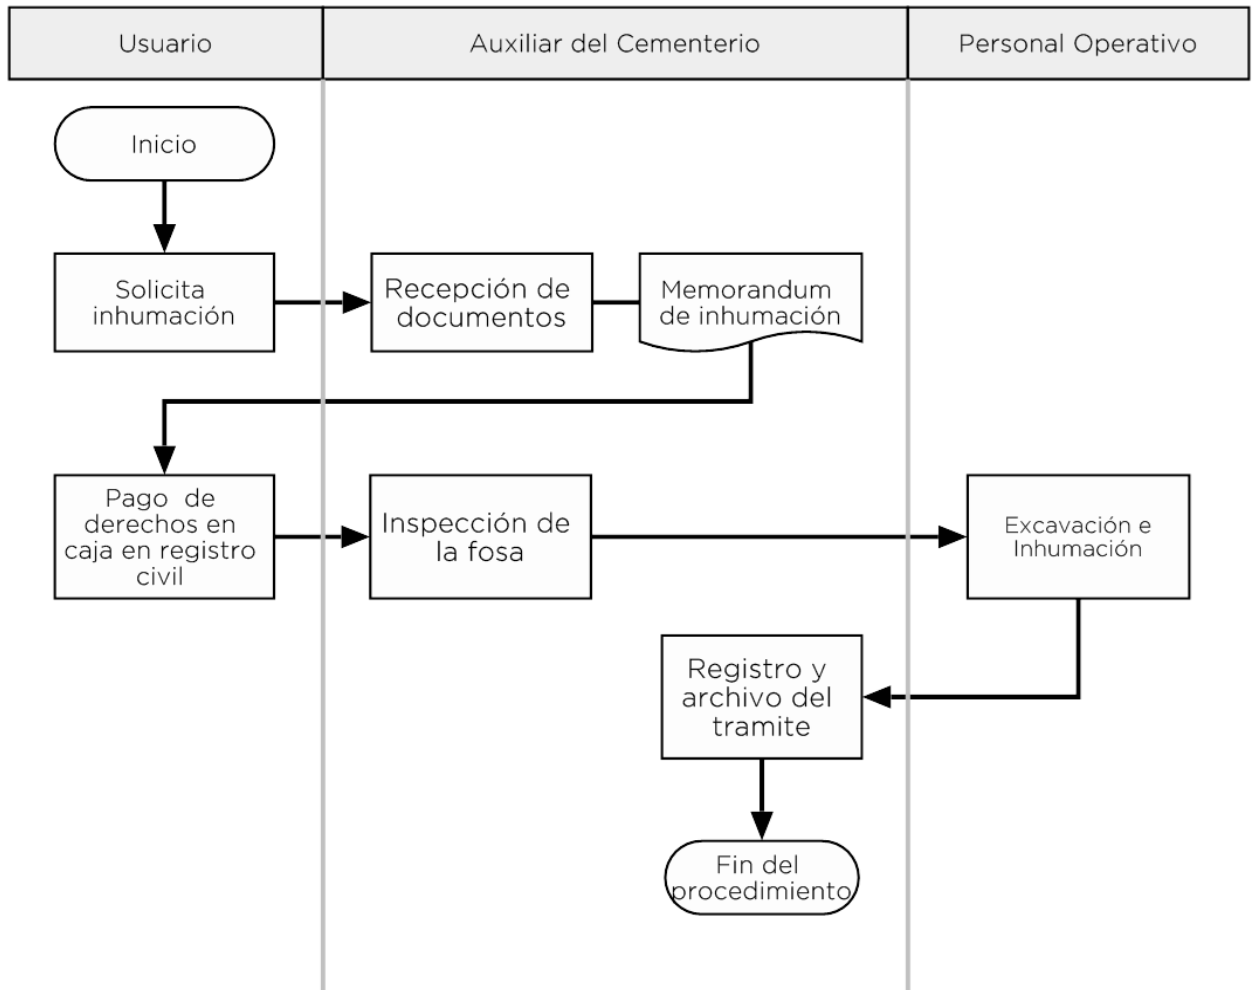 Usuario
Auxiliar del Cementerio
Personal Operativo
Inicio
Solicita
inhumación
Recepción de
documentos
Memorandum
de inhumación
Pago de
derechos en
caja en registro
civil
Inspección de
la fosa
Excavación e
Inhumación
Registro y
archivo del
tramite
Fin del
procedimiento